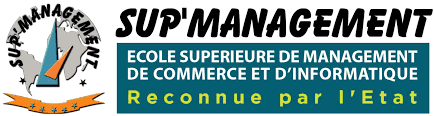 SUP'MANAGEMENT
SUP'MANAGEMENT
ECOLE SUPERIEURE DE MANAGEMENT
DE COMMERCE ET D'INFORMATIQUE
Reconnue par l'Etat